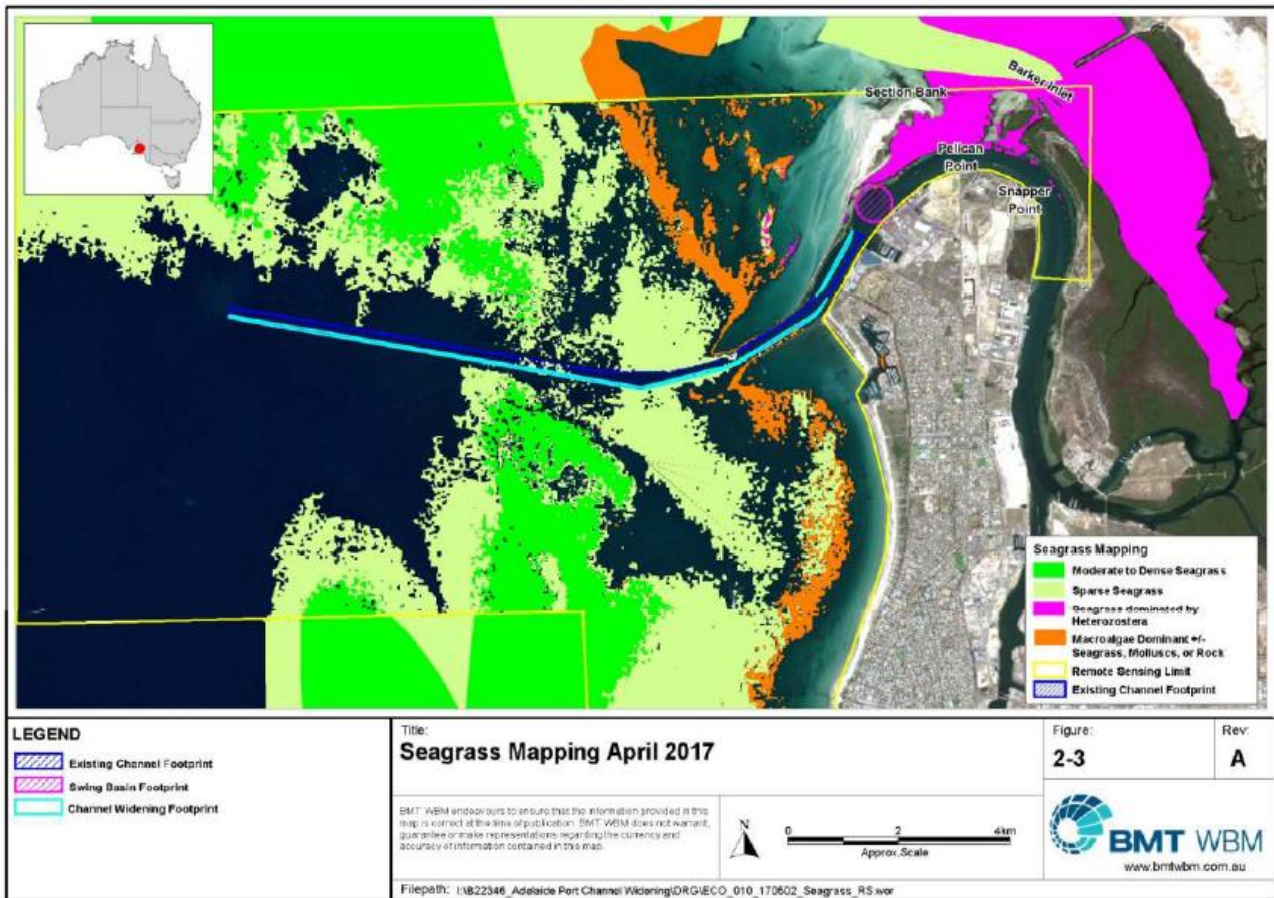 Section Bank
Barker Inlet
Pelican
Point
Snapper
Point
Seagrass Mapping
Moderate to Dense Seagrass
Sparse Seagrass
Seagrass dominated by
Heterozostera
Macroalgae Dominant +/-
Seagrass, Molluscs, or Rock
Remote Sensing Limit
Existing Channel Footprint
LEGEND
Existing Channel Footprint
Swing Basin Footprint
Channel Widening Footprint
Title:
Seagrass Mapping April 2017
BMT WBM endeavours to ensure that the information provided in this
map is correct at the time of publication. BMT WBM does not warrant,
guarantee or make representations regarding the currency and
accuracy of information contained in this map.
N
0 2 4km
Approx. Scale
Figure:
2-3
Rev:
A
BMT WBM
www.bmtwbm.com.au
Filepath: I:\B22346_Adelaide Port Channel Widening\DRG\ECO_010_170602_Seagrass_RS.wor